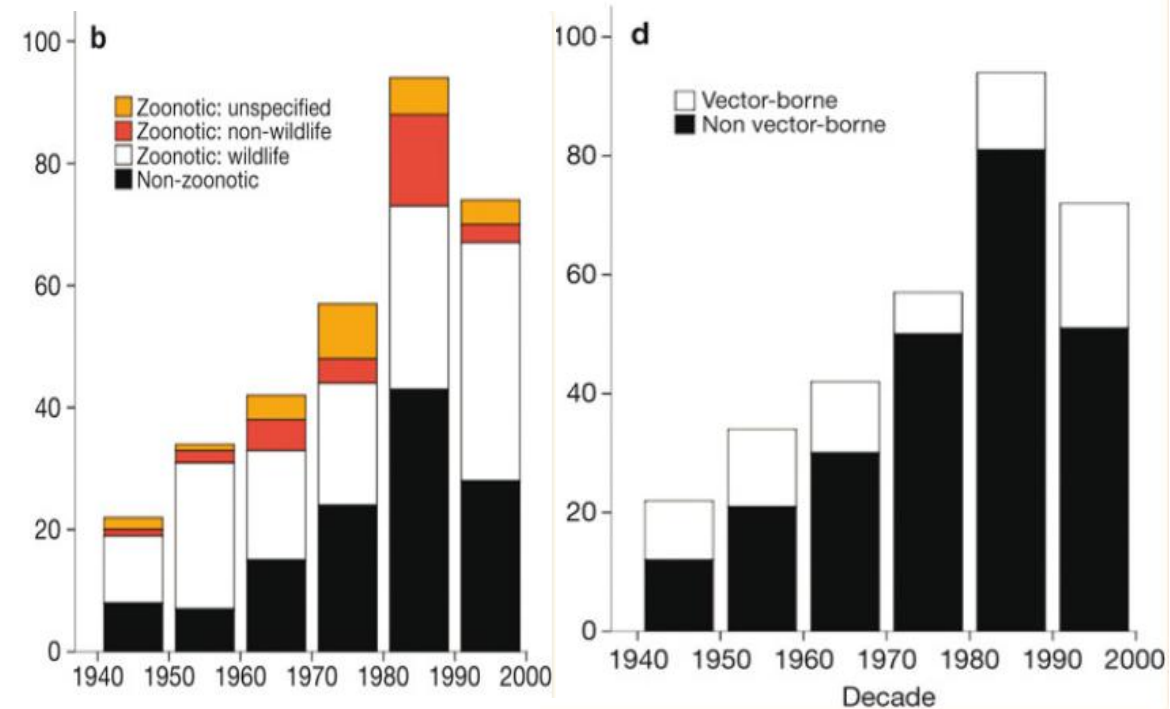 b
100
80
60
40
20
0
Zoonotic: unspecified
Zoonotic: non-wildlife
Zoonotic: wildlife
Non-zoonotic
1940 1950 1960 1970 1980 1990 2000
d
100
80
60
40
20
0
Vector-borne
Non vector-borne
1940 1950 1960 1970 1980 1990 2000
Decade